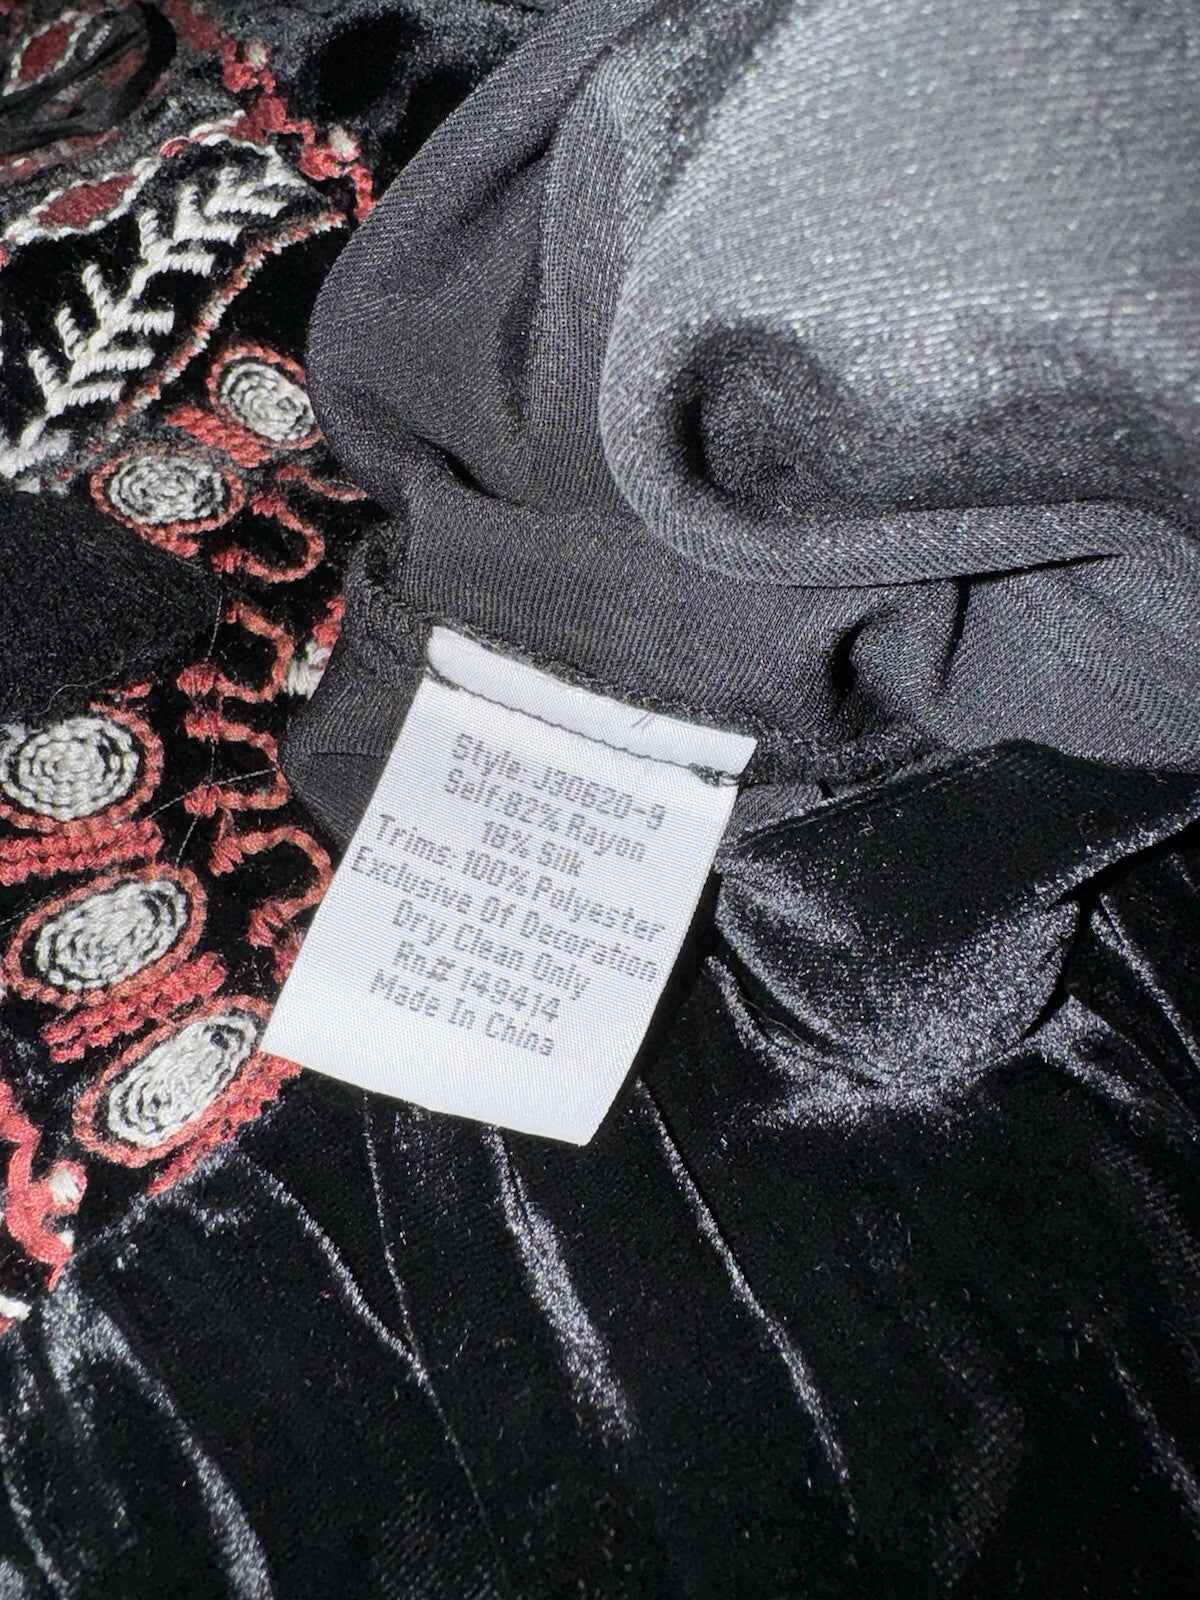 Style:J30620-9
Self:82% Rayon
18% Silk
Trims:100% Polyester
Exclusive Of Decoration
Dry Clean Only
Rn# 149414
Made In China